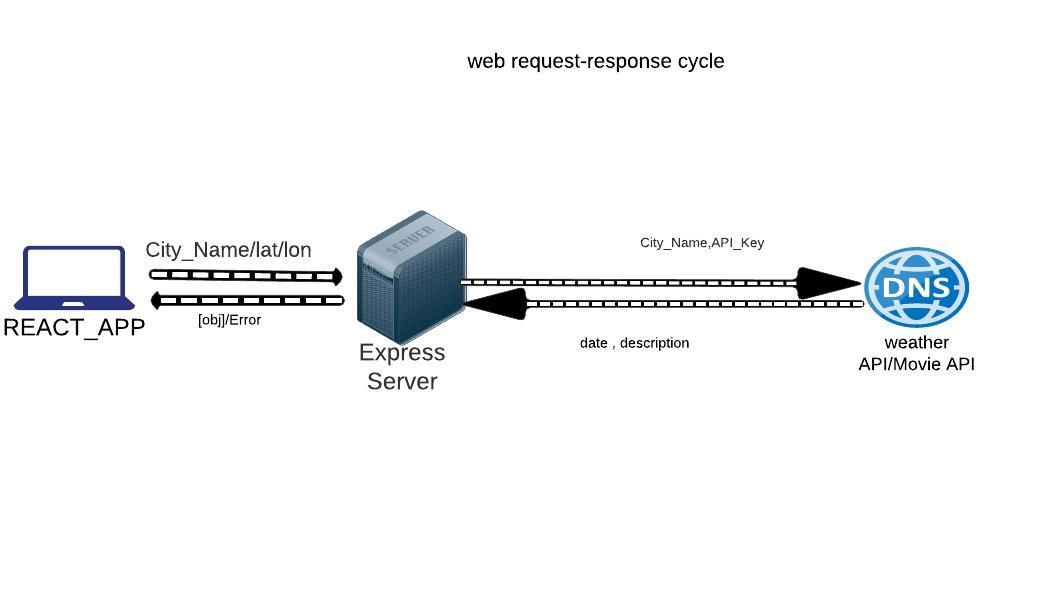 web request-response cycle
City_Name/lat/lon
[obj]/Error
REACT_APP
SERVER
Express
Server
City_Name,API_Key
date , description
DNS
weather
API/Movie API